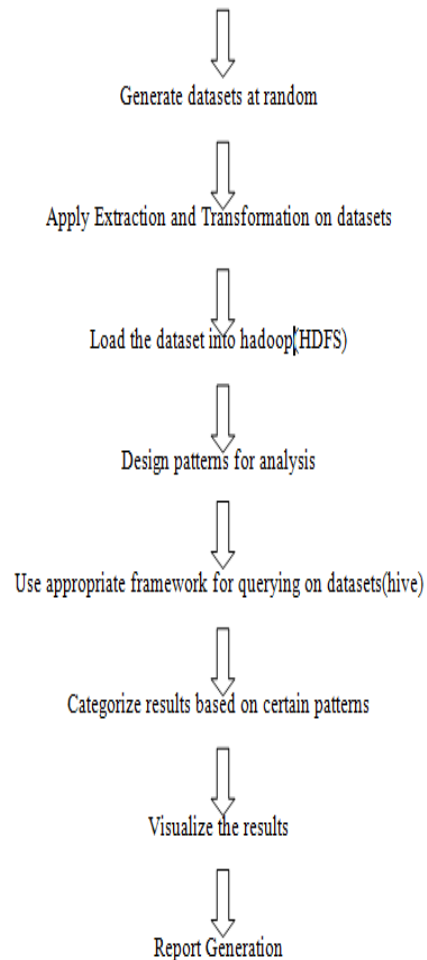 Generate datasets at random
Apply Extraction and Transformation on datasets
Load the dataset into hadoop(HDFS)
Design patterns for analysis
Use appropriate framework for querying on datasets(hive)
Categorize results based on certain patterns
Visualize the results
Report Generation